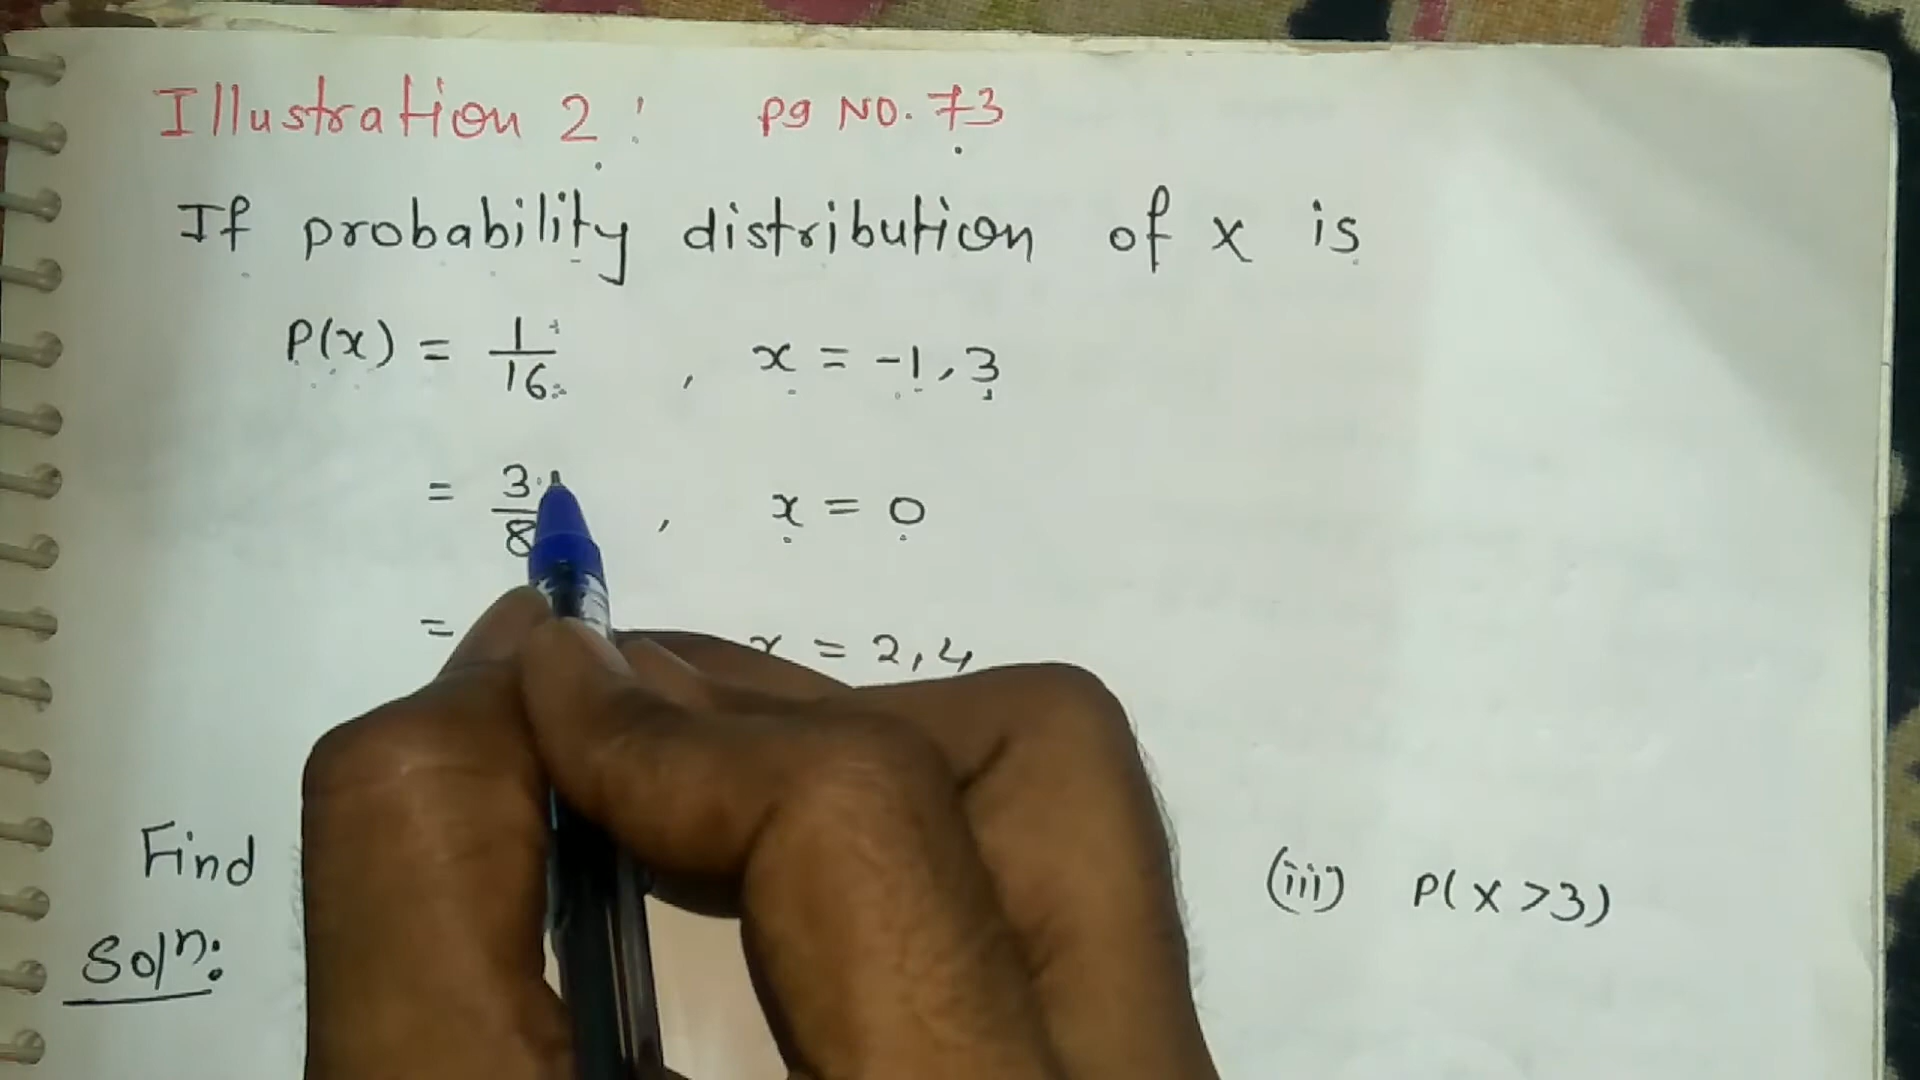 Illustration 2: Pg NO. 73
If probability distribution of x is
P(x) = 1/16 , x = -1, 3
= 3/8 , x = 0
= x = 2, 4
Find (iii) P(X>3)
Soln: